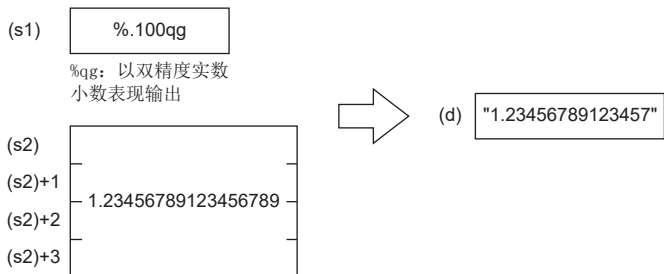 (s1)
%.100qg
%qg：以双精度实数
小数表现输出
(d)
"1.23456789123457"
(s2)
(s2)+1
1.23456789123456789
(s2)+2
(s2)+3